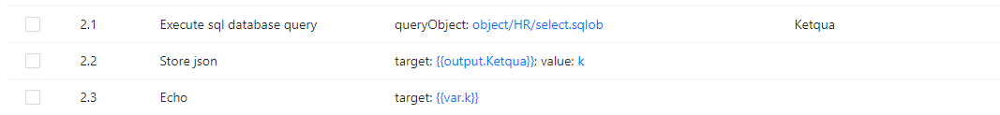 2.1 Execute sql database query queryObject: object/HR/select.sqlob Ketqua
2.2 Store json target: {{output.Ketqua}}; value: k
2.3 Echo target: {{var.k}}